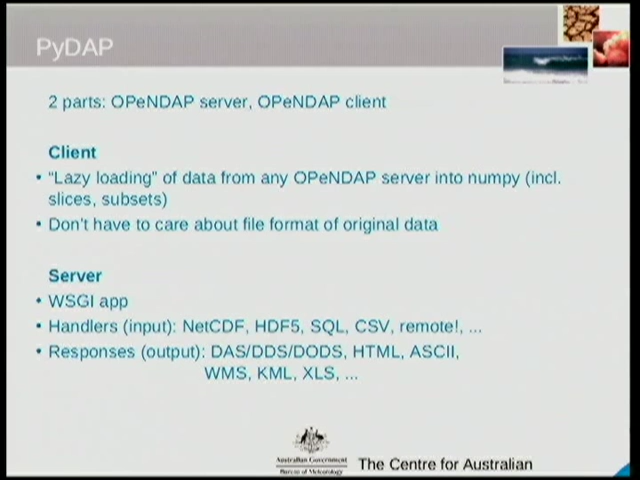 PyDAP
2 parts: OPeNDAP server, OPeNDAP client
Client
• “Lazy loading” of data from any OPeNDAP server into numpy (incl.
slices, subsets)
• Don't have to care about file format of original data
Server
• WSGI app
• Handlers (input): NetCDF, HDF5, SQL, CSV, remote!, ...
• Responses (output): DAS/DDS/DODS, HTML, ASCII,
WMS, KML, XLS, ...
Australian Government
Bureau of Meteorology
The Centre for Australian